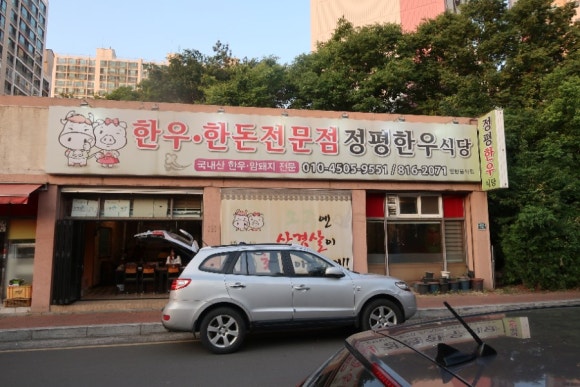 한우·한돈전문점 정평한우식당
국내산 한우·암돼지 전문 010-4505-9551 / 816-2071
정평한우식당
삼겹살이